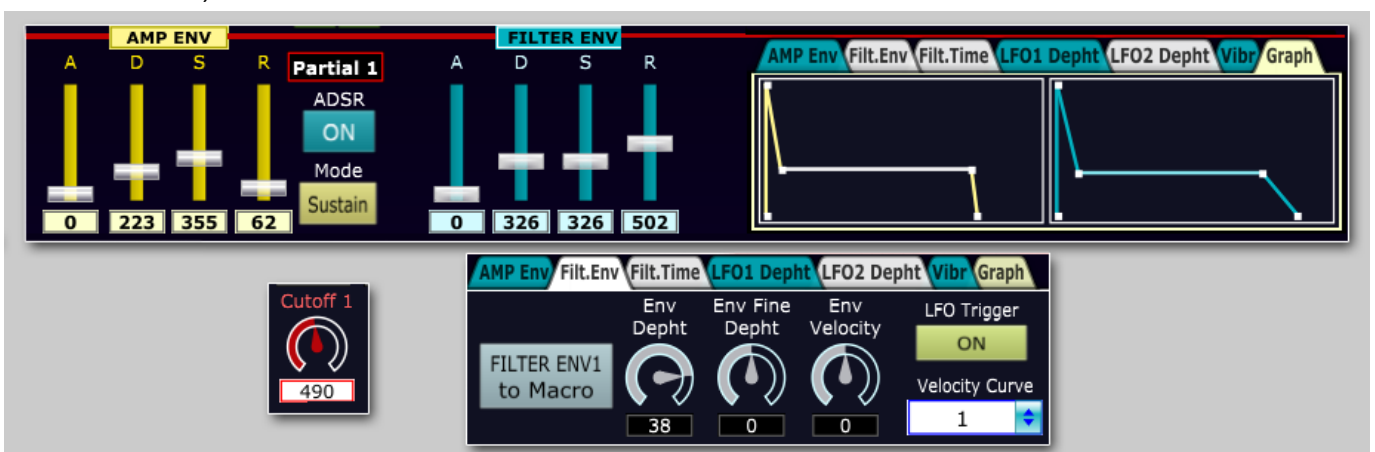 AMP ENV
FILTER ENV
A D S R
Partial 1
ADSR
ON
Mode
Sustain
0 223 355 62
A D S R
0 326 326 502
AMP Env Filt.Env Filt.Time LFO1 Depht LFO2 Depht Vibr Graph
Cutoff 1
490
AMP Env Filt.Env Filt.Time LFO1 Depht LFO2 Depht Vibr Graph
FILTER ENV1
to Macro
Env
Depht
38
Env Fine
Depht
0
Env
Velocity
0
LFO Trigger
ON
Velocity Curve
1